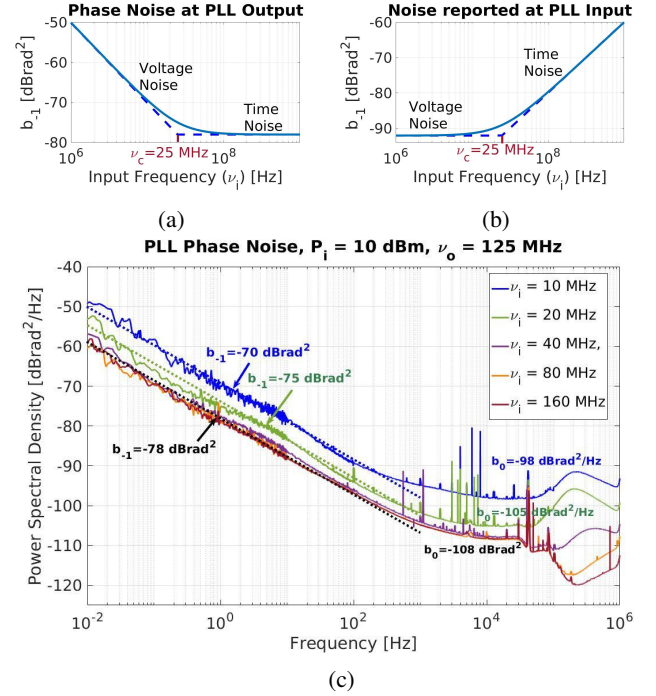 Phase Noise at PLL Output
b-1 [dBrad2]
-50
-60
-70
-80
Voltage
Noise
Time
Noise
106
νc=25 MHz
108
Input Frequency (νi) [Hz]
(a)
Noise reported at PLL Input
b-1 [dBrad2]
-60
-70
-80
-90
Voltage
Noise
Time
Noise
106
νc=25 MHz
108
Input Frequency (νi) [Hz]
(b)
PLL Phase Noise, Pi = 10 dBm, νo = 125 MHz
Power Spectral Density [dBrad2/Hz]
-40
-50
-60
-70
-80
-90
-100
-110
-120
νi = 10 MHz
νi = 20 MHz
νi = 40 MHz,
νi = 80 MHz
νi = 160 MHz
b-1=-70 dBrad2
b-1=-75 dBrad2
b-1=-78 dBrad2
b0=-98 dBrad2/Hz
b0=-105dBrad2/Hz
b0=-108 dBrad2
10-2
100
102
104
106
Frequency [Hz]
(c)